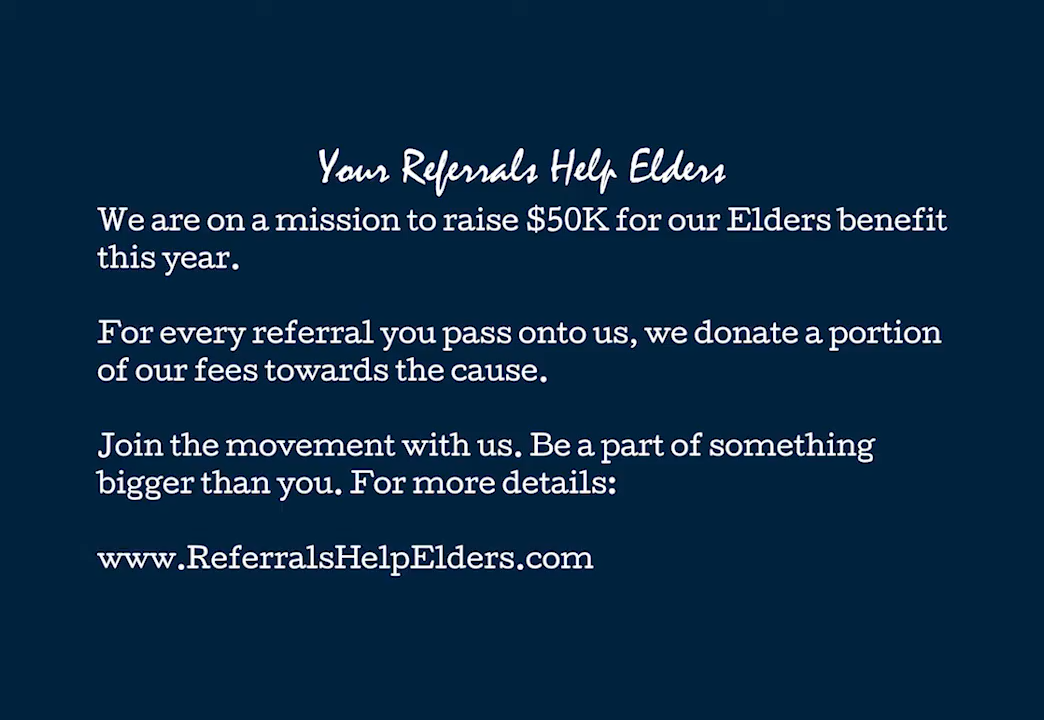 Your Referrals Help Elders
We are on a mission to raise $50K for our Elders benefit
this year.
For every referral you pass onto us, we donate a portion
of our fees towards the cause.
Join the movement with us. Be a part of something
bigger than you. For more details:
www.ReferralsHelpElders.com